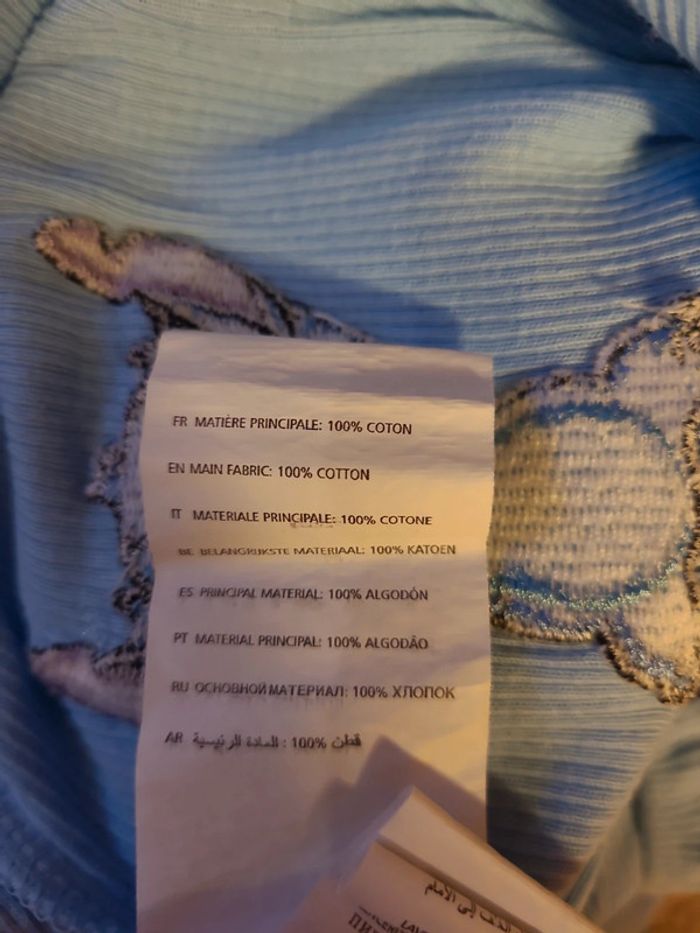 FR MATIÈRE PRINCIPALE: 100% COTON
EN MAIN FABRIC: 100% COTTON
IT MATERIALE PRINCIPALE: 100% COTONE
BE BELANGRIJKSTE MATERIAAL: 100% KATOEN
ES PRINCIPAL MATERIAL: 100% ALGODÓN
PT MATERIAL PRINCIPAL: 100% ALGODÃO
RU ОСНОВНОЙ МАТЕРИАЛ: 100% ХЛОПОК
AR المادة الرئيسية : 100% قطن
إلى الأمام